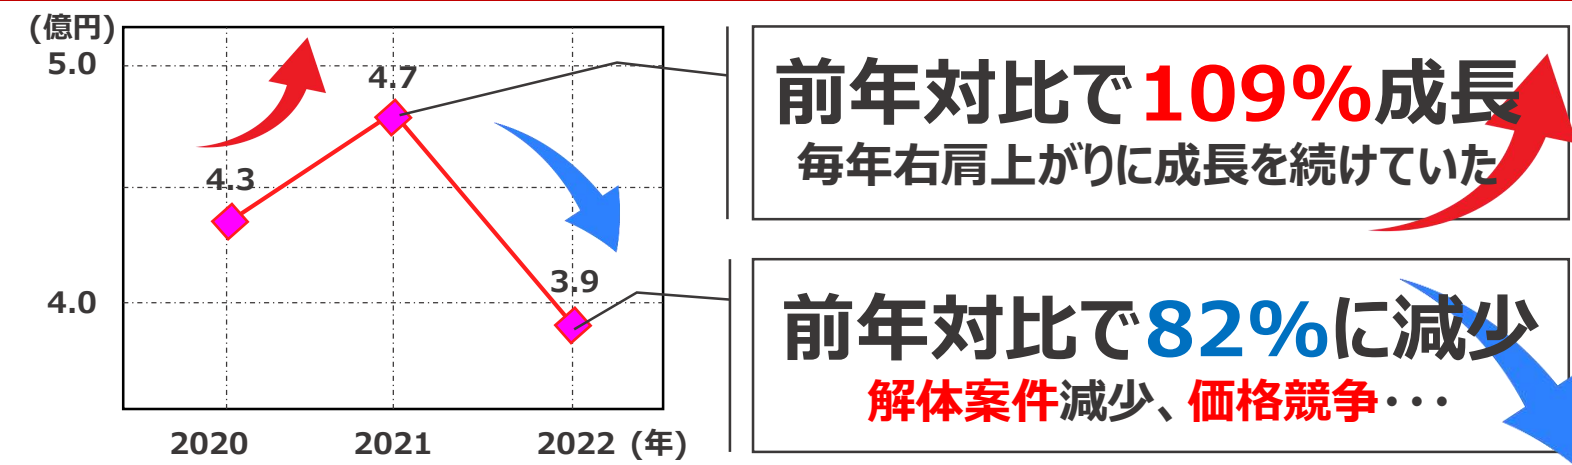 (億円)
5.0
4.0
4.3
4.7
3.9
2020
2021
2022 (年)
前年対比で109%成長
毎年右肩上がりに成長を続けていた
前年対比で82%に減少
解体案件減少、価格競争･･･